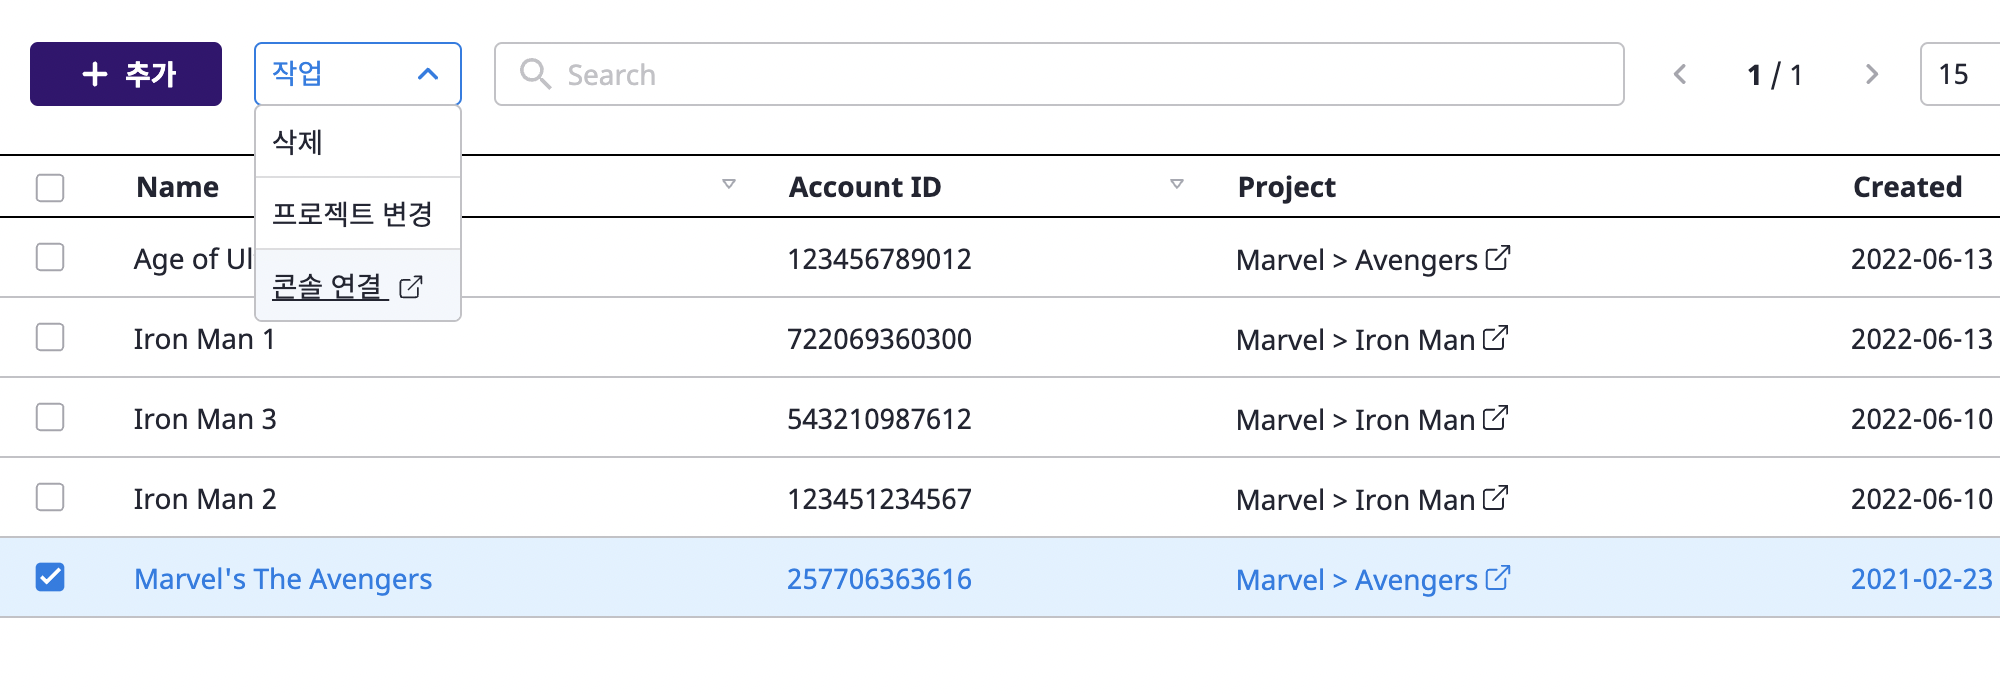 추가 작업 Search 1 / 1 15
삭제
프로젝트 변경
콘솔 연결
Name Account ID Project Created
Age of Ul 123456789012 Marvel > Avengers 2022-06-13
Iron Man 1 722069360300 Marvel > Iron Man 2022-06-13
Iron Man 3 543210987612 Marvel > Iron Man 2022-06-10
Iron Man 2 123451234567 Marvel > Iron Man 2022-06-10
Marvel's The Avengers 257706363616 Marvel > Avengers 2021-02-23